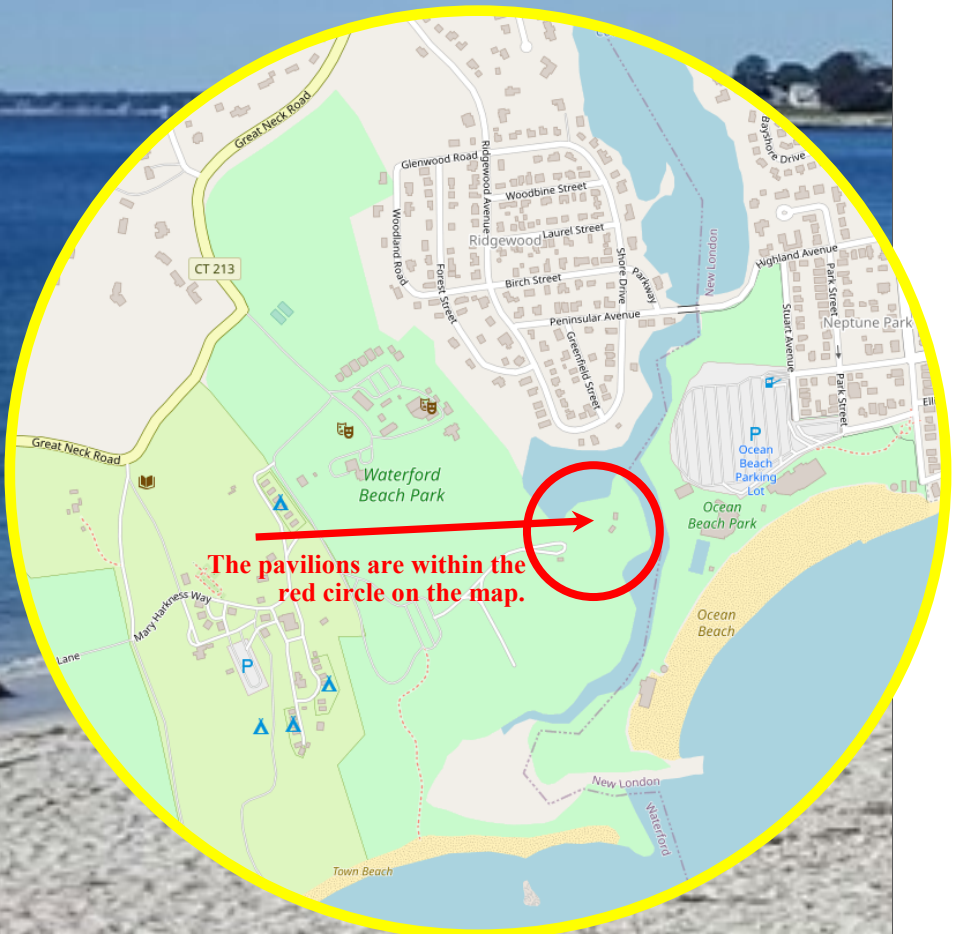 Great Neck Road
CT 213
Great Neck Road
Glenwood Road
Ridgewood Avenue
Woodbine Street
Laurel Street
Ridgewood
Woodland Road
Forest Street
Birch Street
Shore Drive
Parkway
Peninsular Avenue
Greenfield Street
New London
Bayshore Drive
Highland Avenue
Park Street
Stuart Avenue
Neptune Park
Park Street
P
Ocean
Beach
Parking
Lot
Ocean
Beach Park
Waterford
Beach Park
The pavilions are within the
red circle on the map.
Mary Harkness Way
Lane
P
Ocean
Beach
New London
Waterford
Town Beach